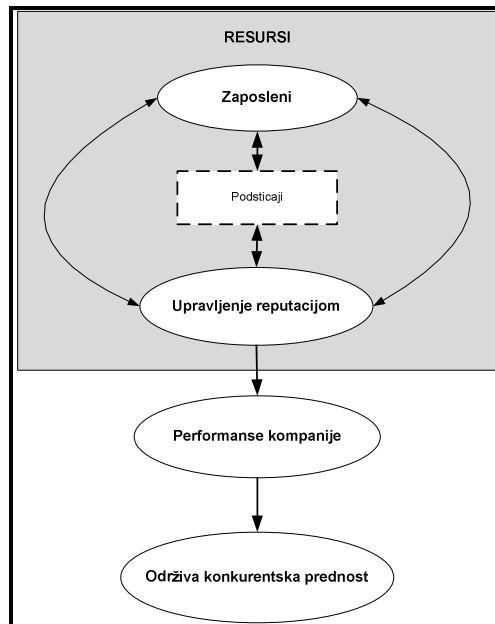 RESURSI
Zaposleni
Podsticaji
Upravljenje reputacijom
Performanse kompanije
Održiva konkurentska prednost